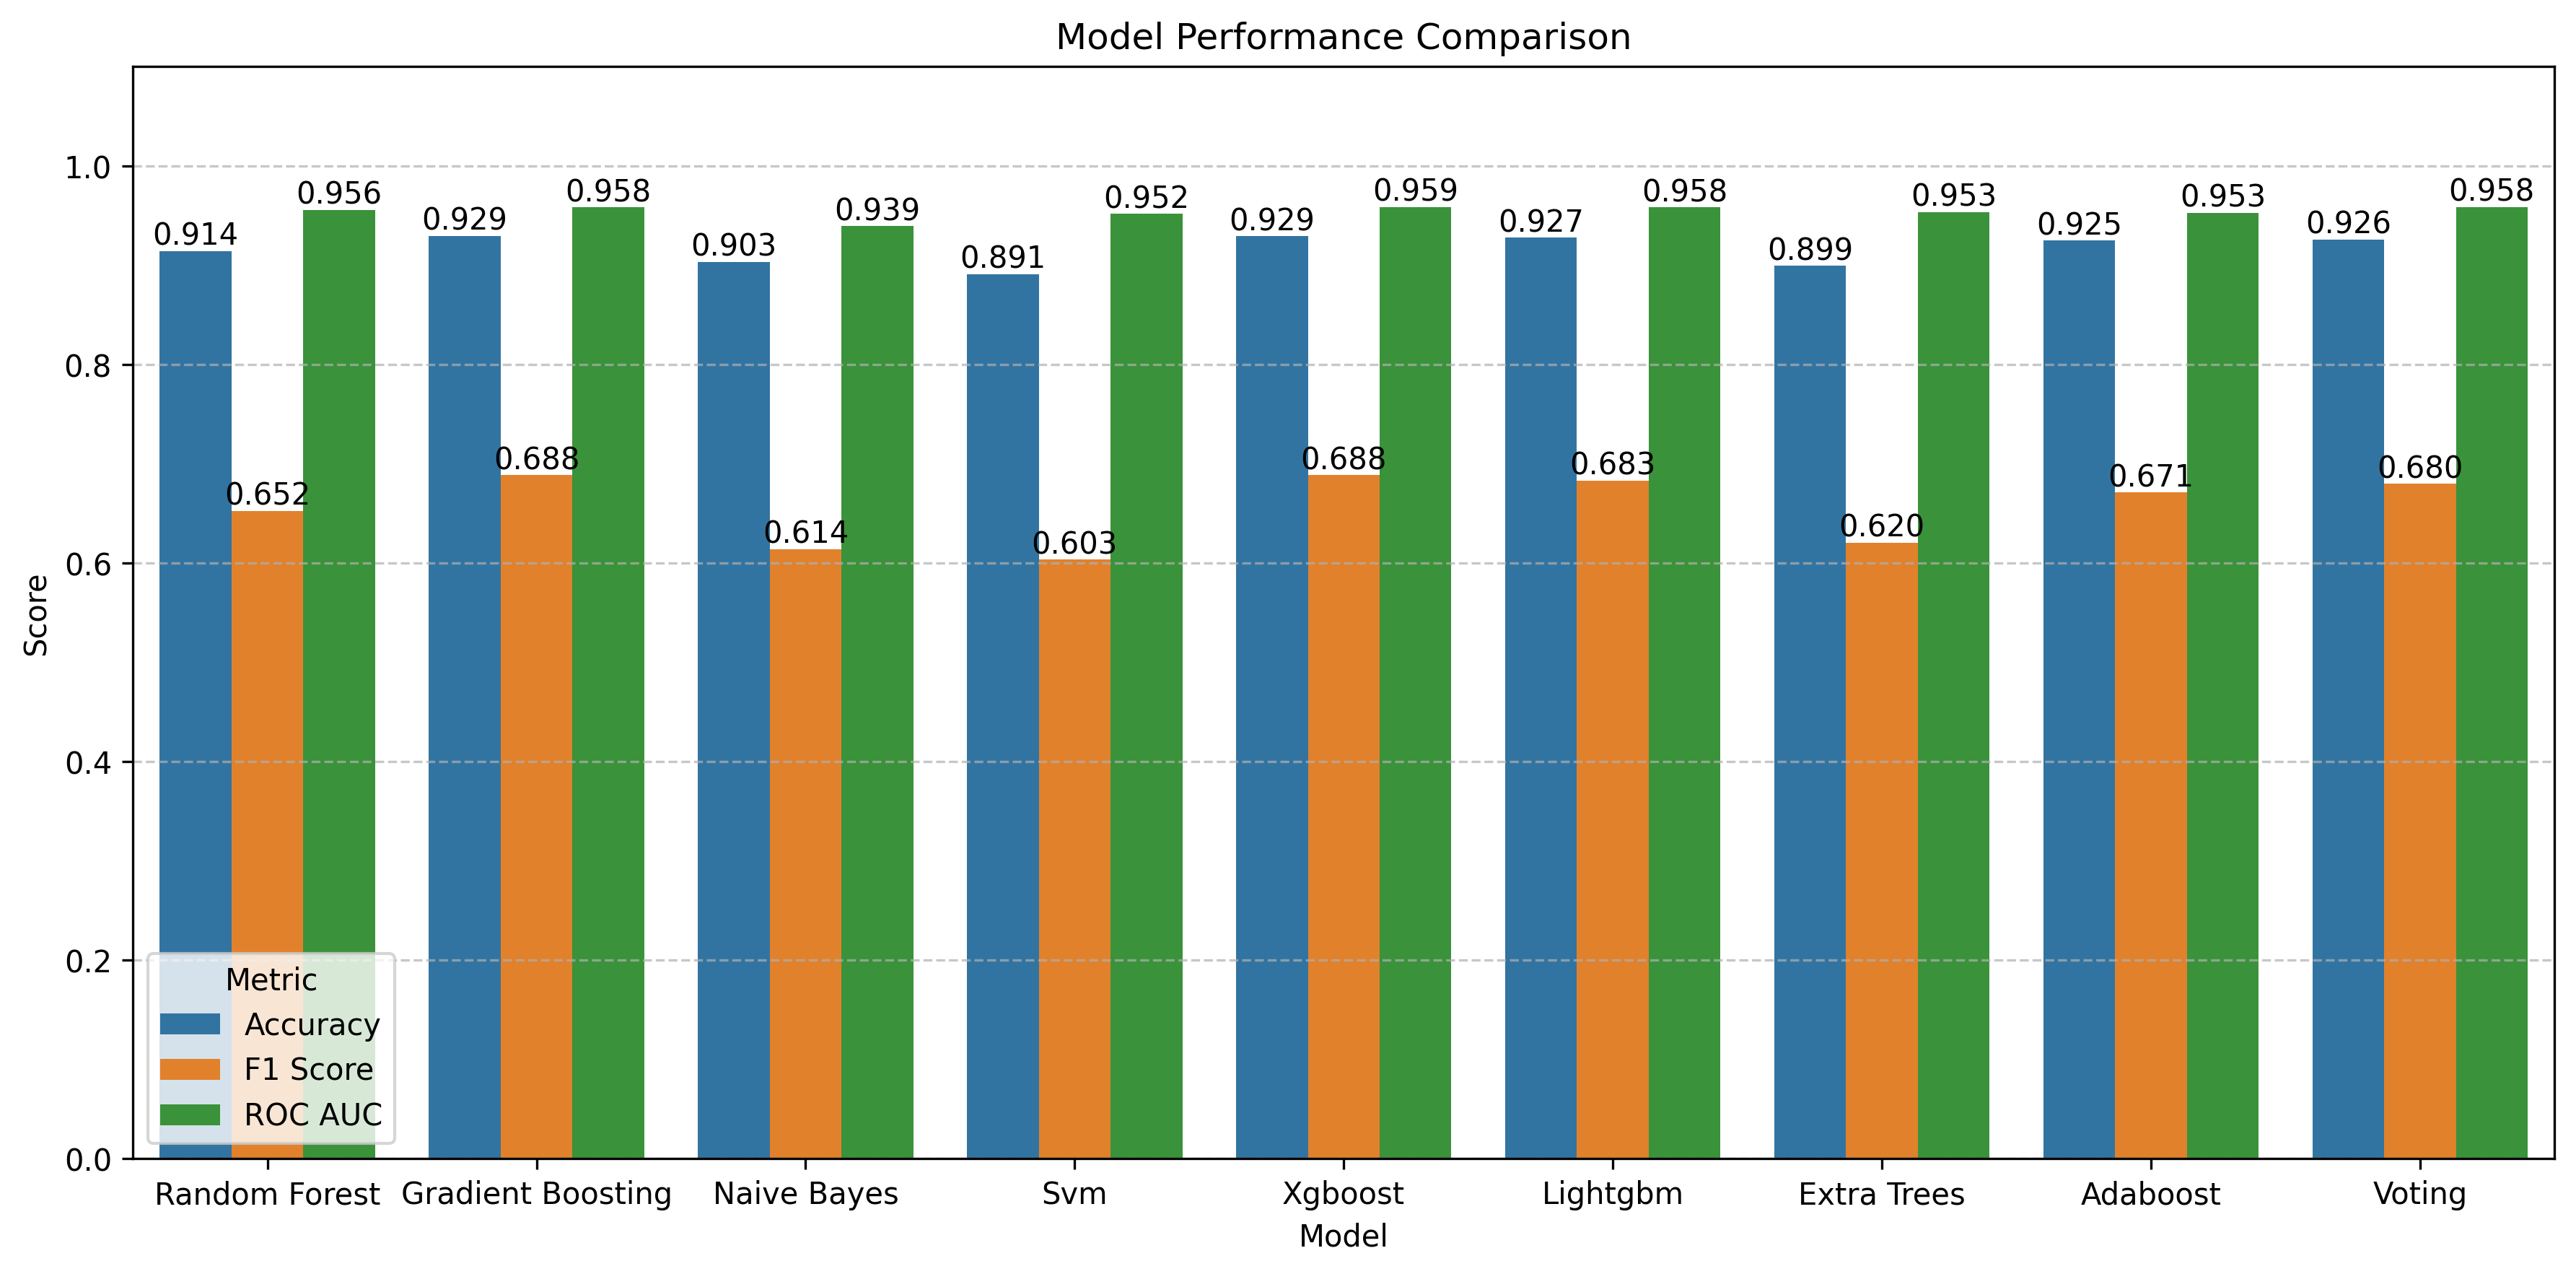 Model Performance Comparison
Score
1.0
0.8
0.6
0.4
0.2
0.0
0.914 0.652 0.956
0.929 0.688 0.958
0.903 0.614 0.939
0.891 0.603 0.952
0.929 0.688 0.959
0.927 0.683 0.958
0.899 0.620 0.953
0.925 0.671 0.953
0.926 0.680 0.958
Metric
Accuracy
F1 Score
ROC AUC
Random Forest Gradient Boosting Naive Bayes Svm Xgboost Lightgbm Extra Trees Adaboost Voting
Model